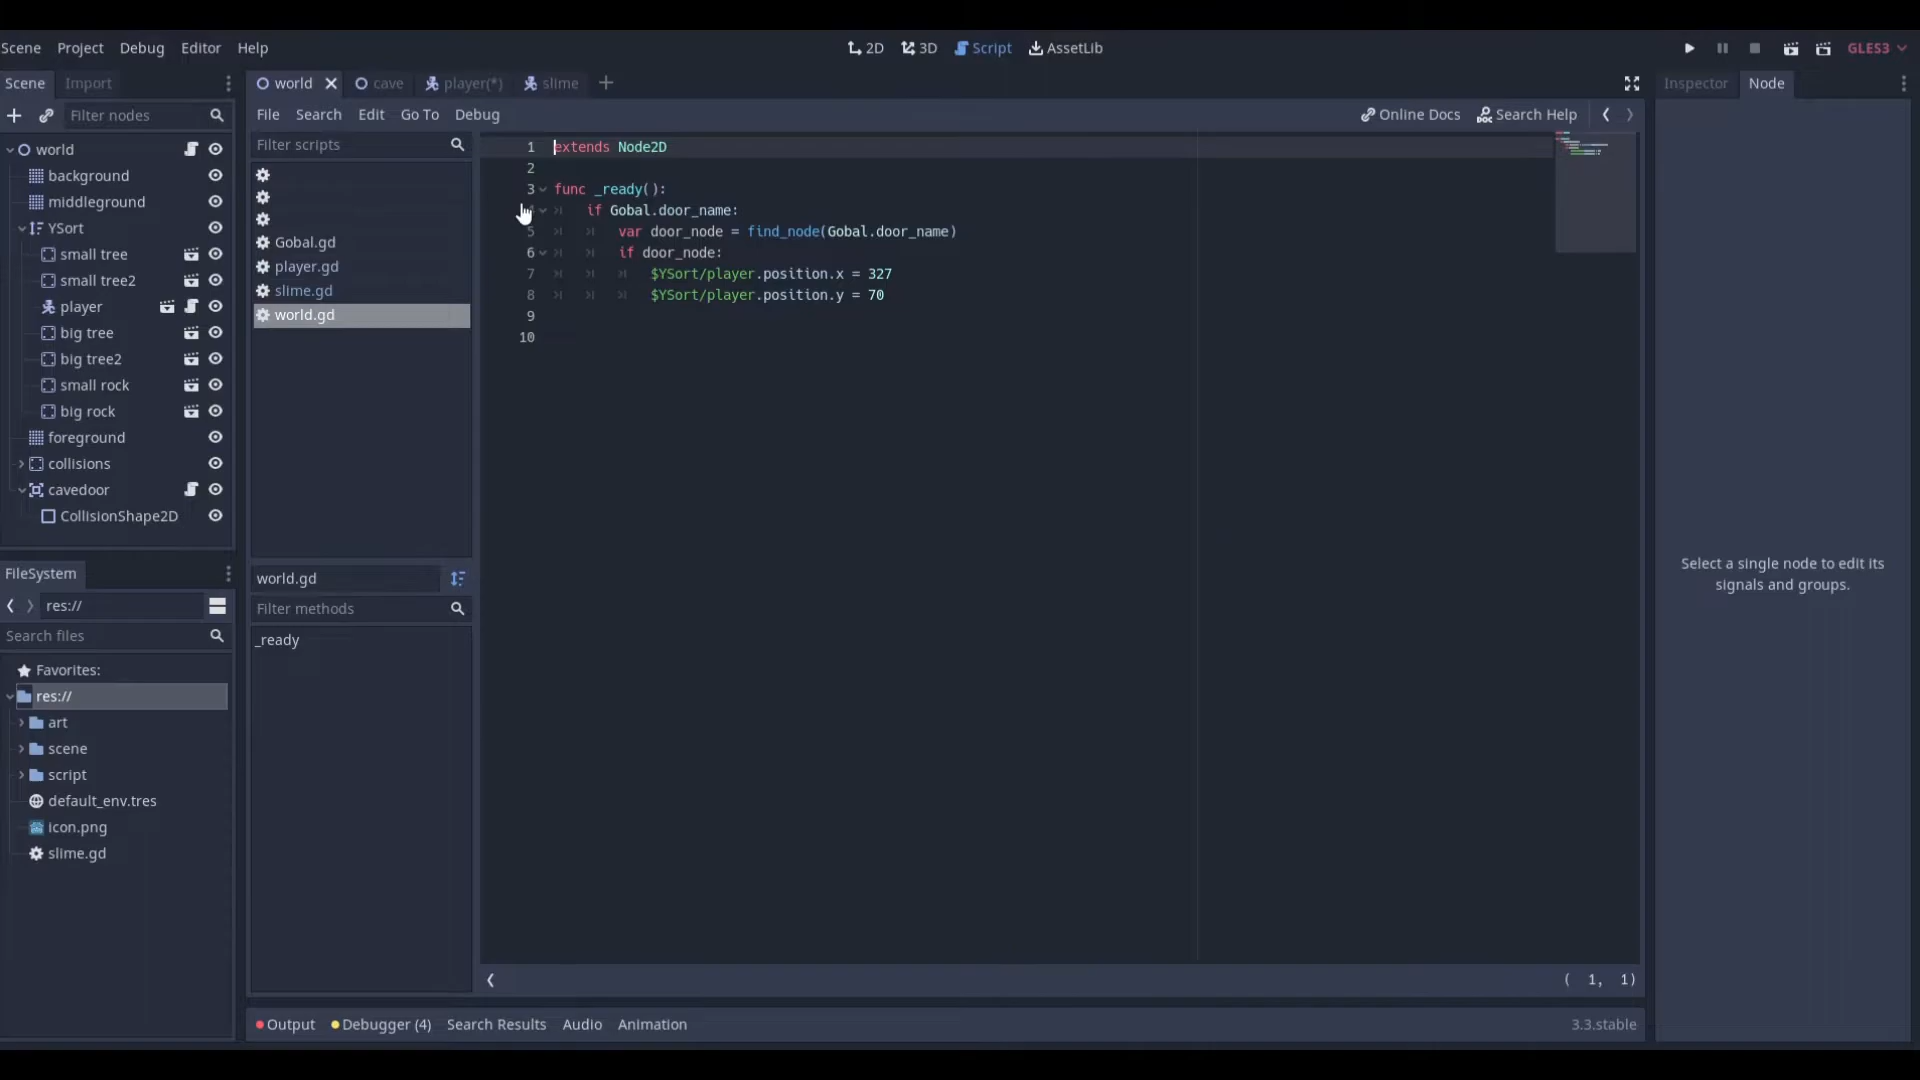 Scene Project Debug Editor Help
2D 3D Script AssetLib
GLES3
Scene Import
world cave player(*) slime
Inspector Node
Filter nodes
File Search Edit Go To Debug
Online Docs Search Help
world
background
middleground
YSort
small tree
small tree2
player
big tree
big tree2
small rock
big rock
foreground
collisions
cavedoor
CollisionShape2D
FileSystem
res://
Search files
Favorites:
res://
art
scene
script
default_env.tres
icon.png
slime.gd
Filter scripts
Gobal.gd
player.gd
slime.gd
world.gd
world.gd
Filter methods
_ready
1 extends Node2D
2
3 func _ready():
if Gobal.door_name:
5 var door_node = find_node(Gobal.door_name)
6 if door_node:
7 $YSort/player.position.x = 327
8 $YSort/player.position.y = 70
9
10
( 1, 1)
Select a single node to edit its
signals and groups.
Output Debugger (4) Search Results Audio Animation
3.3.stable